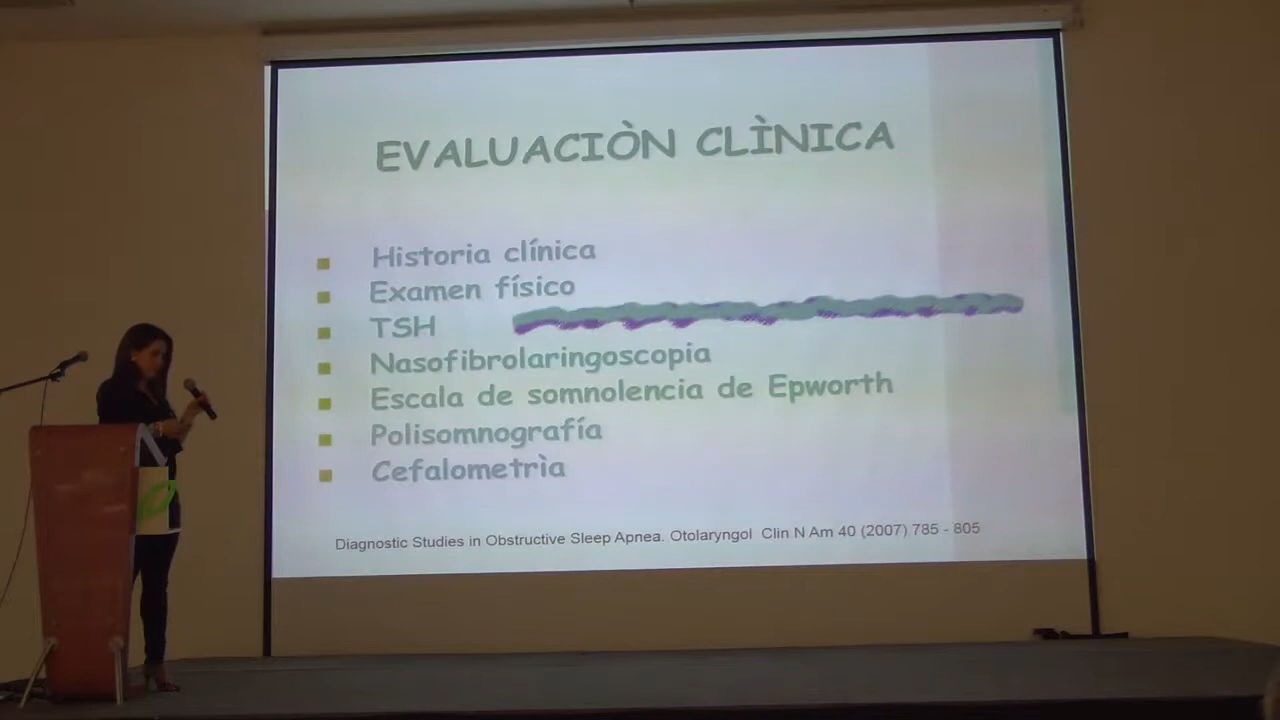 EVALUACIÒN CLÌNICA
Historia clínica
Examen físico
TSH
Nasofibrolaringoscopia
Escala de somnolencia de Epworth
Polisomnografía
Cefalometrìa
Diagnostic Studies in Obstructive Sleep Apnea. Otolaryngol Clin N Am 40 (2007) 785 - 805